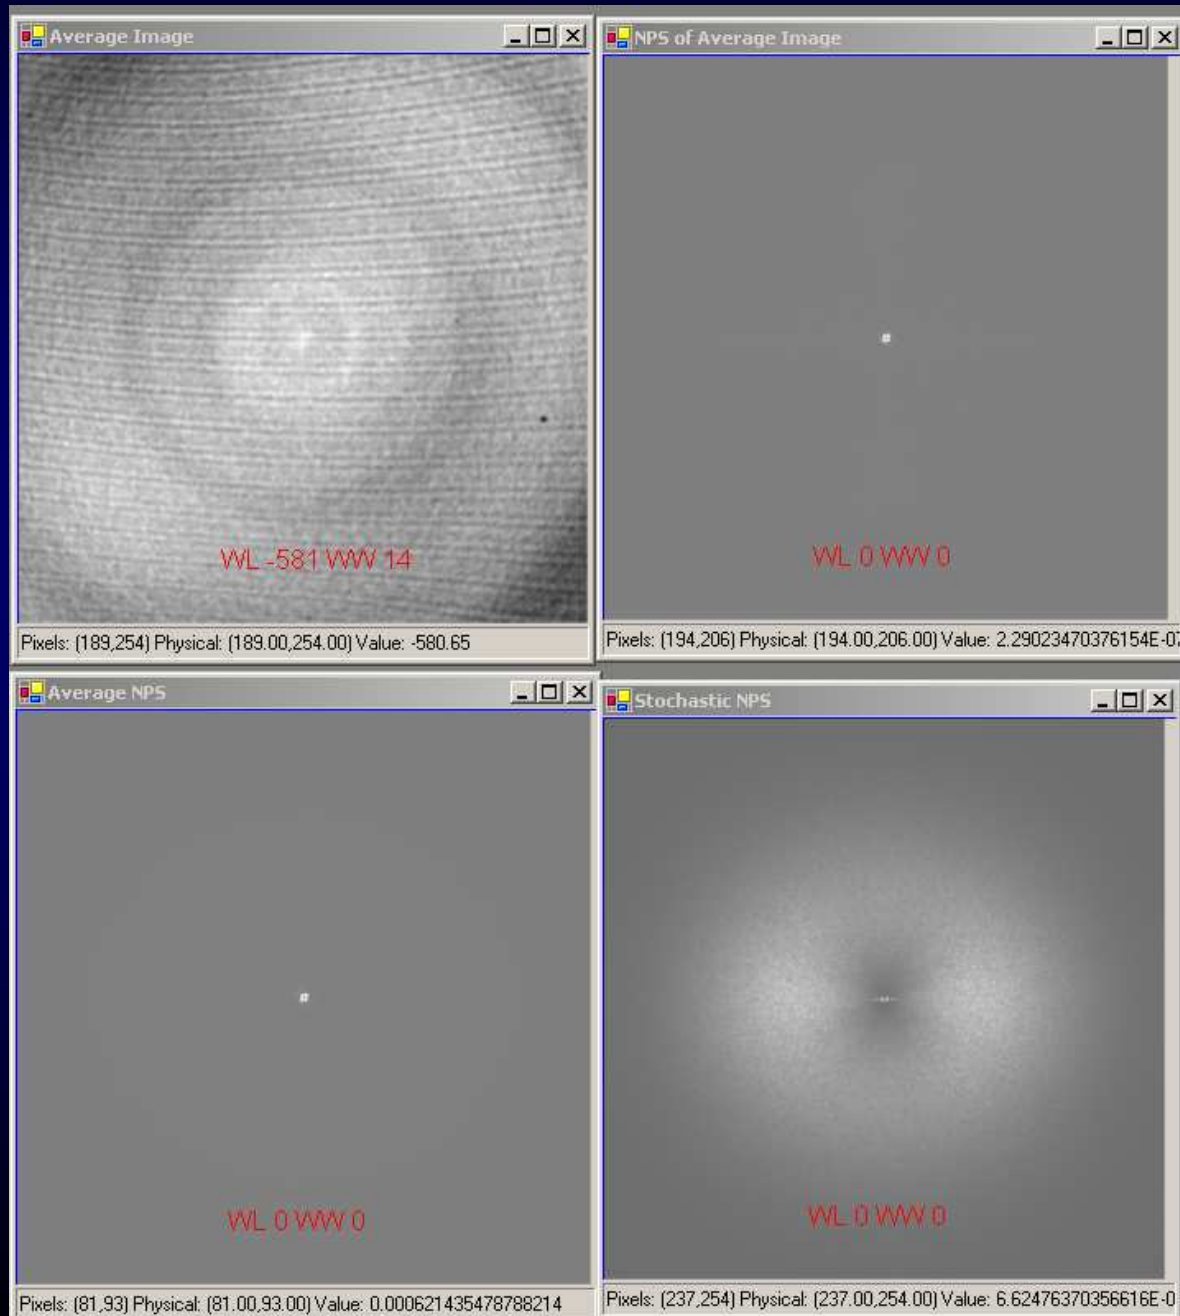 Average Image
WL -581 WW 14
Pixels: (189,254) Physical: (189.00,254.00) Value: -580.65
NPS of Average Image
WL 0 WW 0
Pixels: (194,206) Physical: (194.00,206.00) Value: 2.29023470376154E-07
Average NPS
WL 0 WW 0
Pixels: (81,93) Physical: (81.00,93.00) Value: 0.000621435478788214
Stochastic NPS
WL 0 WW 0
Pixels: (237,254) Physical: (237.00,254.00) Value: 6.62476370356616E-0